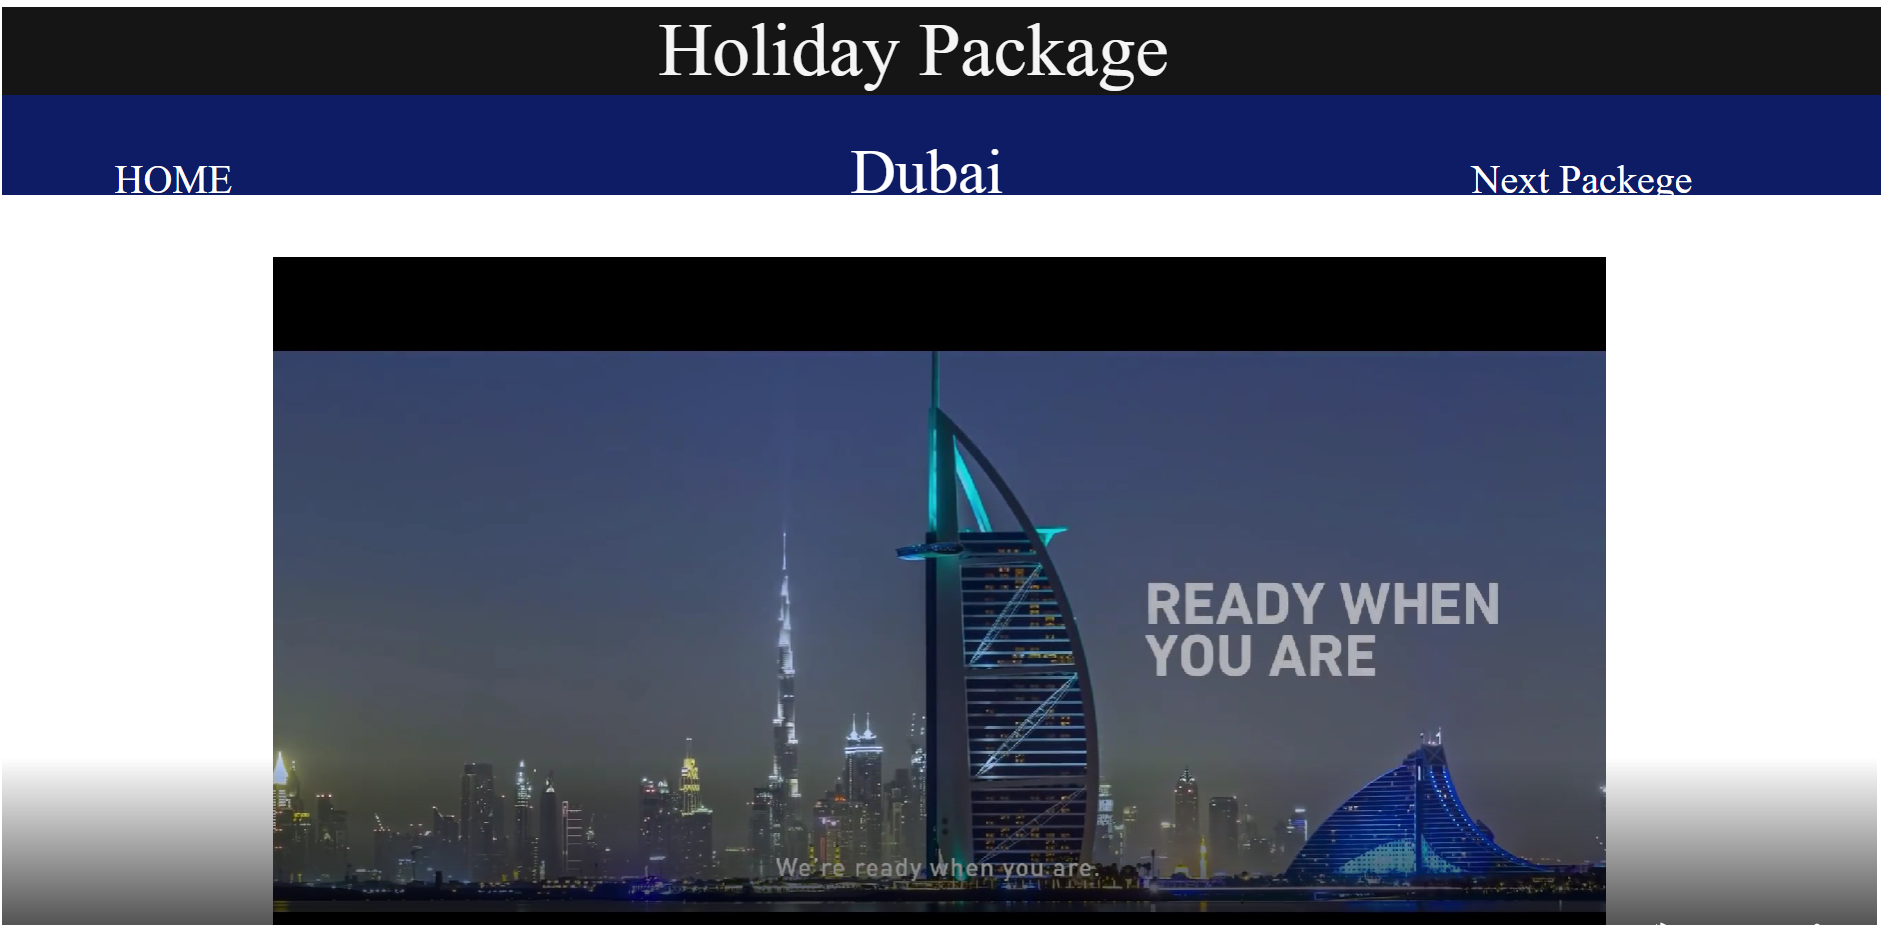 Holiday Package
HOME
Dubai
Next Packege
READY WHEN
YOU ARE
We're ready when you are.